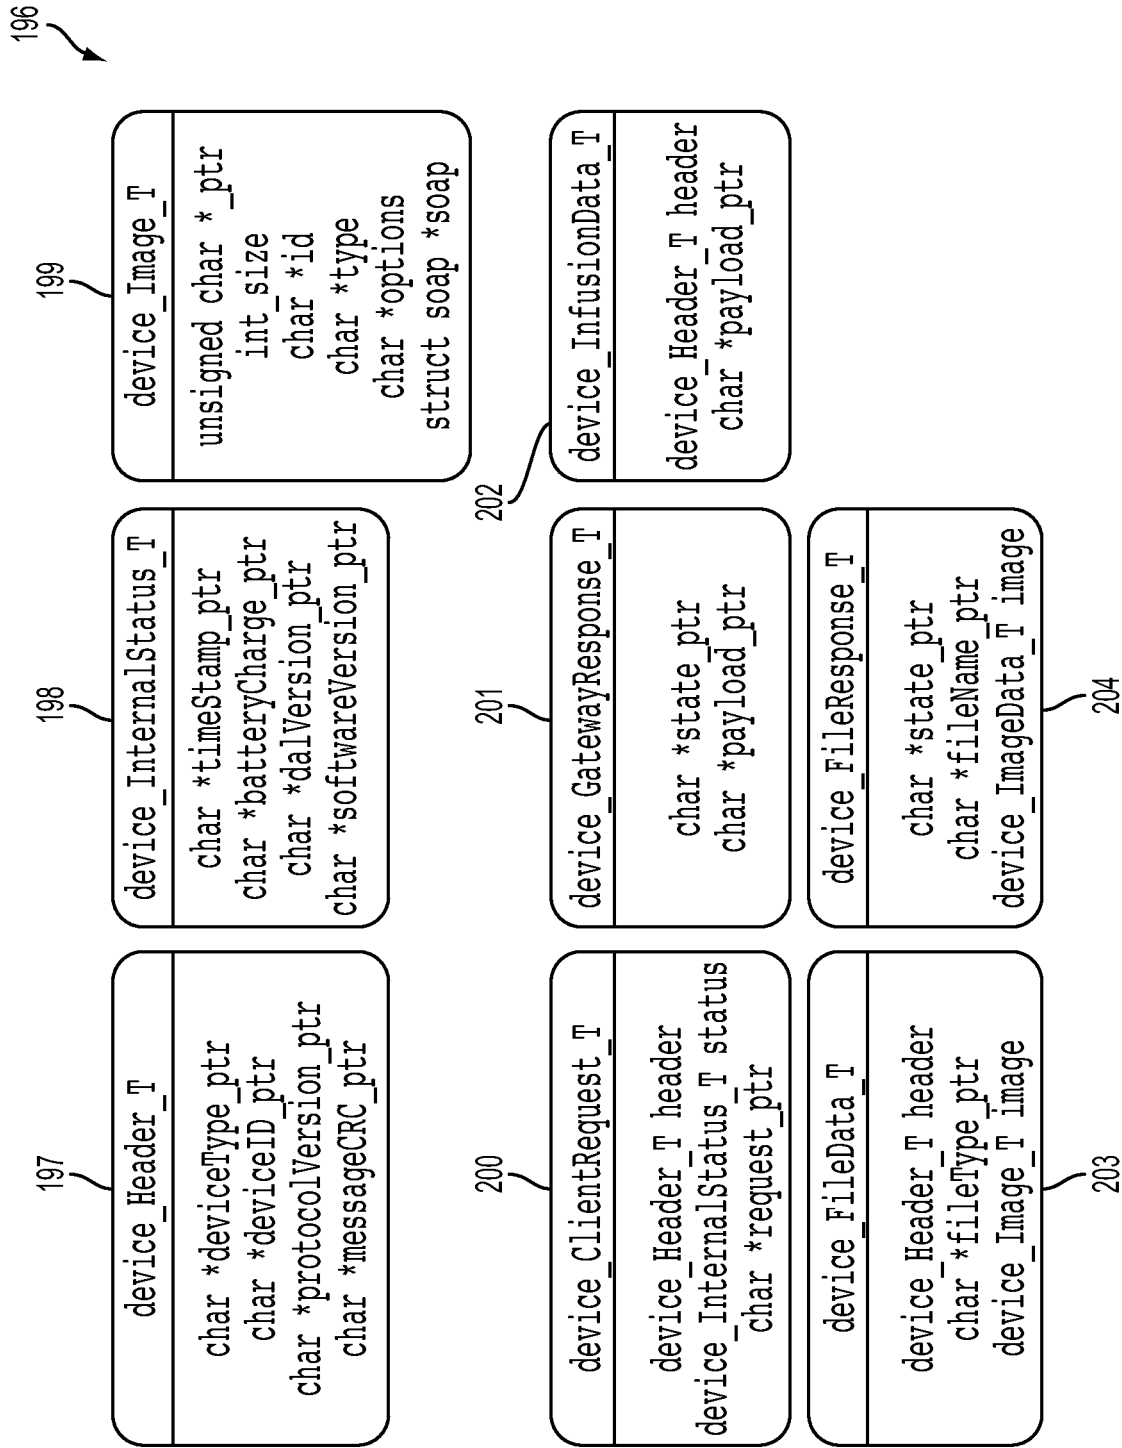 196
197
device_Header_T
char *deviceType_ptr
char *deviceID_ptr
char *protocolVersion_ptr
char *messageCRC_ptr
198
device_InternalStatus_T
char *timeStamp_ptr
char *batteryCharge_ptr
char *dalVersion_ptr
char *softwareVersion_ptr
199
device_Image_T
unsigned char *_ptr
int_size
char *id
char *type
char *options
struct soap *soap
200
device_ClientRequest_T
device_Header_T header
device_InternalStatus_T status
char *request_ptr
201
device_GatewayResponse_T
char *state_ptr
char *payload_ptr
202
device_InfusionData_T
device_Header_T header
char *payload_ptr
device_FileData_T
device_Header_T header
char *fileType_ptr
device_Image_T image
203
device_FileResponse_T
char *state_ptr
char *fileName_ptr
device_ImageData_T image
204